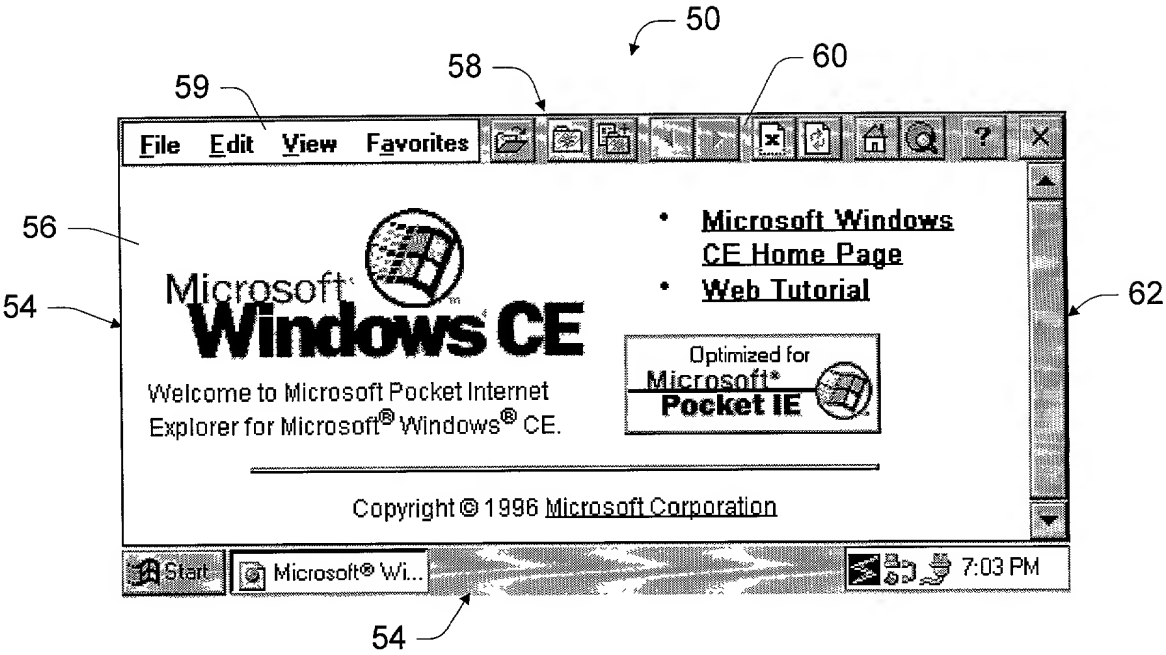 50
58
60
59
File Edit View Favorites ?
56
Microsoft
Windows CE
• Microsoft Windows
CE Home Page
• Web Tutorial
54
62
Optimized for
Microsoft®
Pocket IE
Welcome to Microsoft Pocket Internet
Explorer for Microsoft® Windows® CE.
Copyright © 1996 Microsoft Corporation
Start Microsoft® Wi... 7:03 PM
54